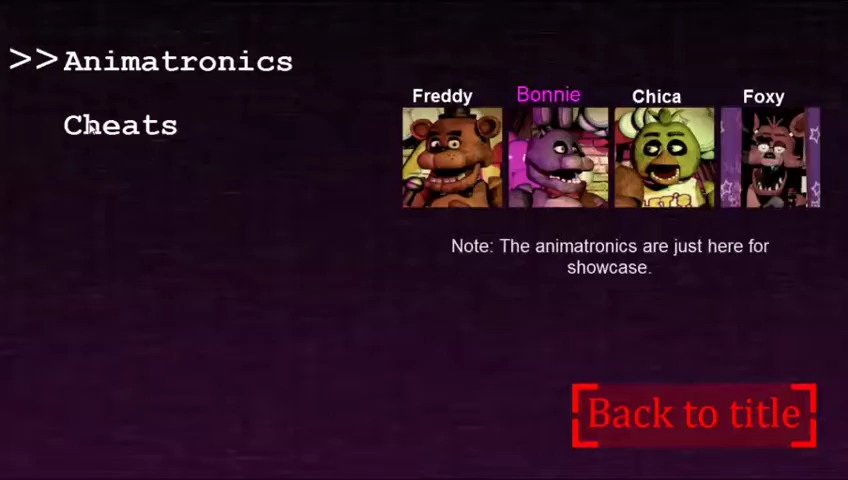 >>Animatronics
Cheats
Freddy Bonnie Chica Foxy
Note: The animatronics are just here for
showcase.
Back to title